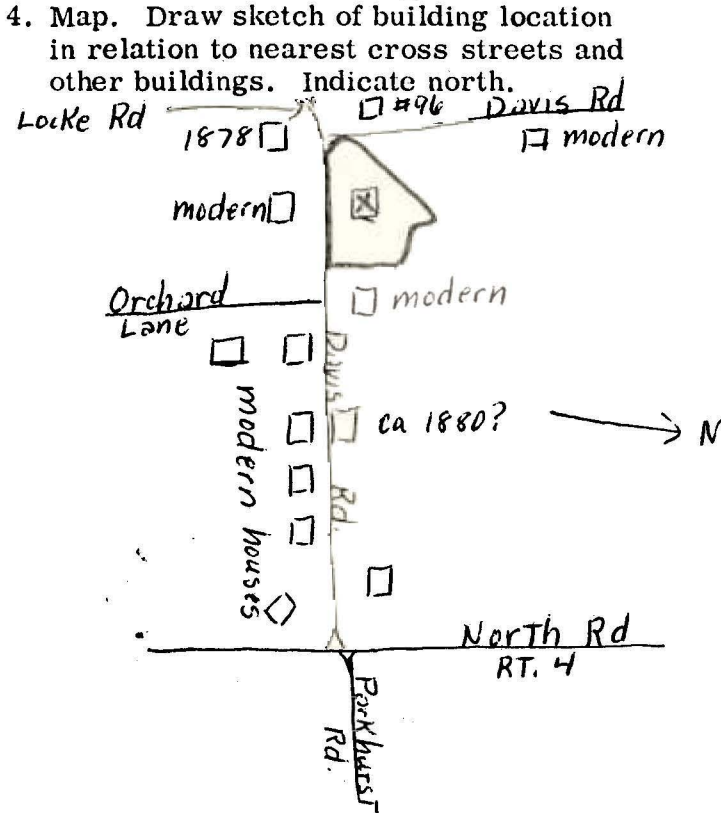 4. Map. Draw sketch of building location
in relation to nearest cross streets and
other buildings. Indicate north.
Locke Rd
#96
Davis Rd
1878
modern
modern
X
Orchard
Lane
modern
Davis Rd.
modern houses
ca 1880?
N
North Rd
RT. 4
Parkhurst
Rd.